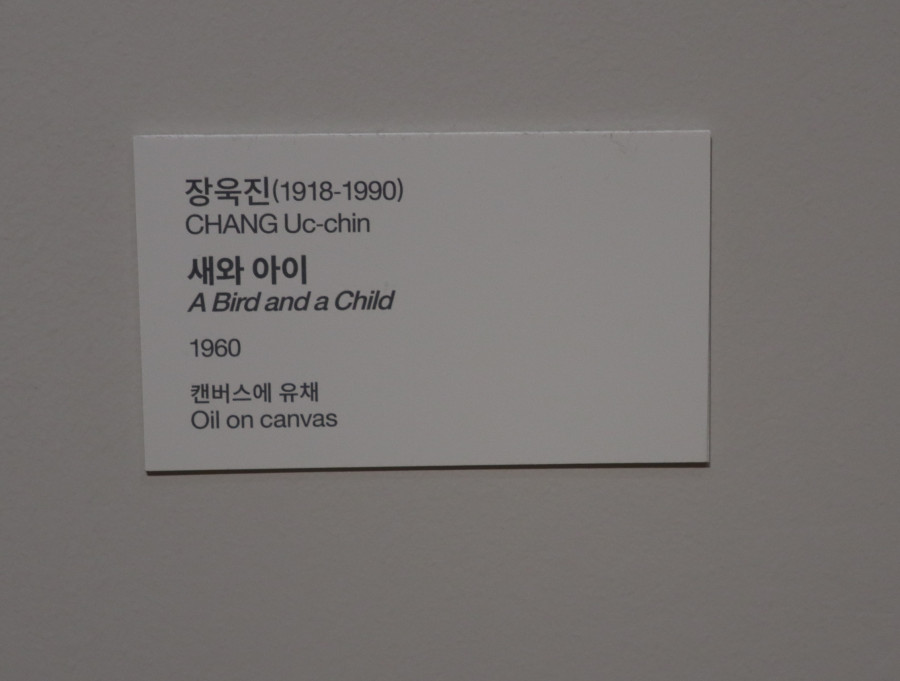 장욱진(1918-1990)
CHANG Uc-chin
새와 아이
A Bird and a Child
1960
캔버스에 유채
Oil on canvas